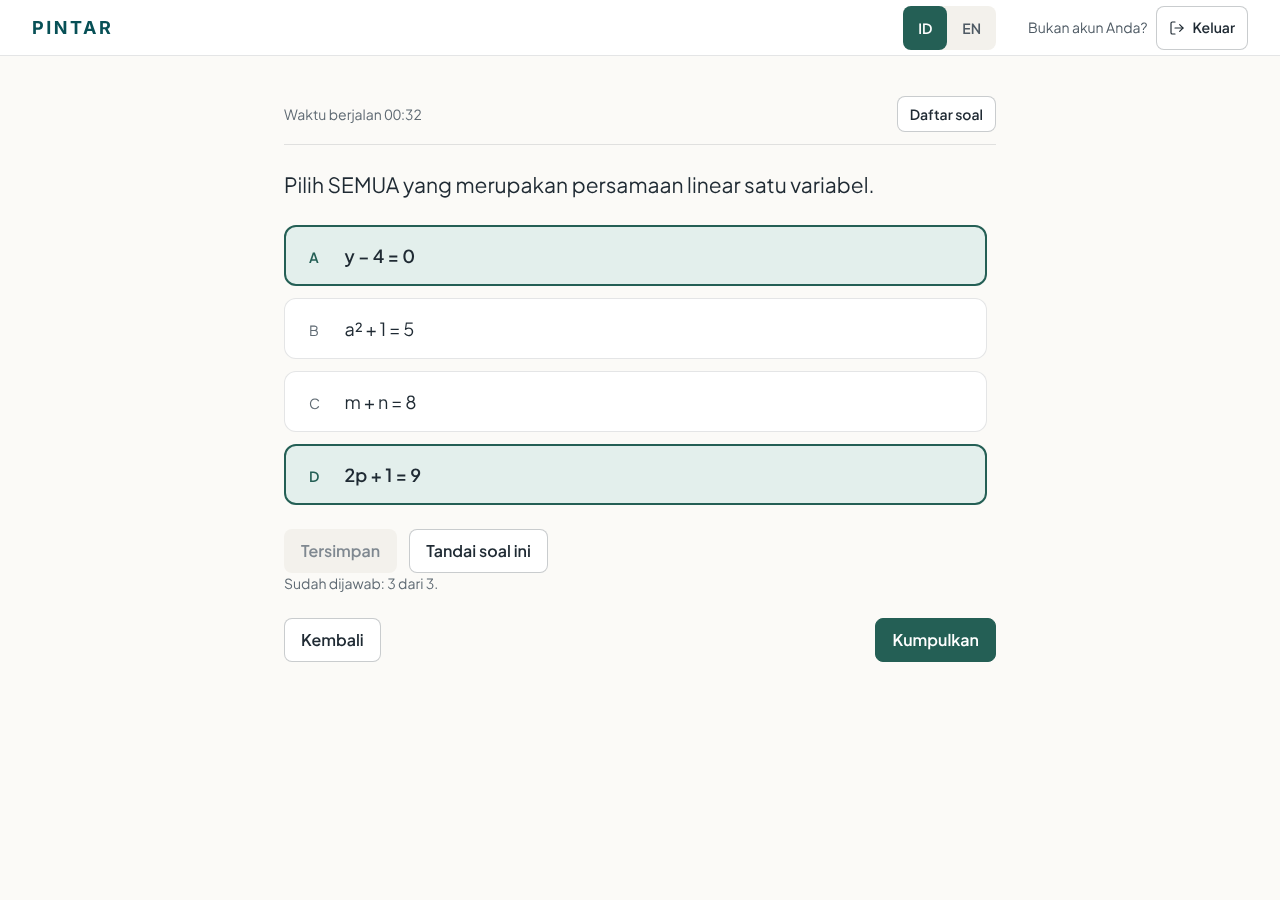 PINTAR
ID
EN
Bukan akun Anda?
Keluar
Waktu berjalan 00:32
Daftar soal
Pilih SEMUA yang merupakan persamaan linear satu variabel.
A y – 4 = 0
B a² + 1 = 5
C m + n = 8
D 2p + 1 = 9
Tersimpan
Tandai soal ini
Sudah dijawab: 3 dari 3.
Kembali
Kumpulkan